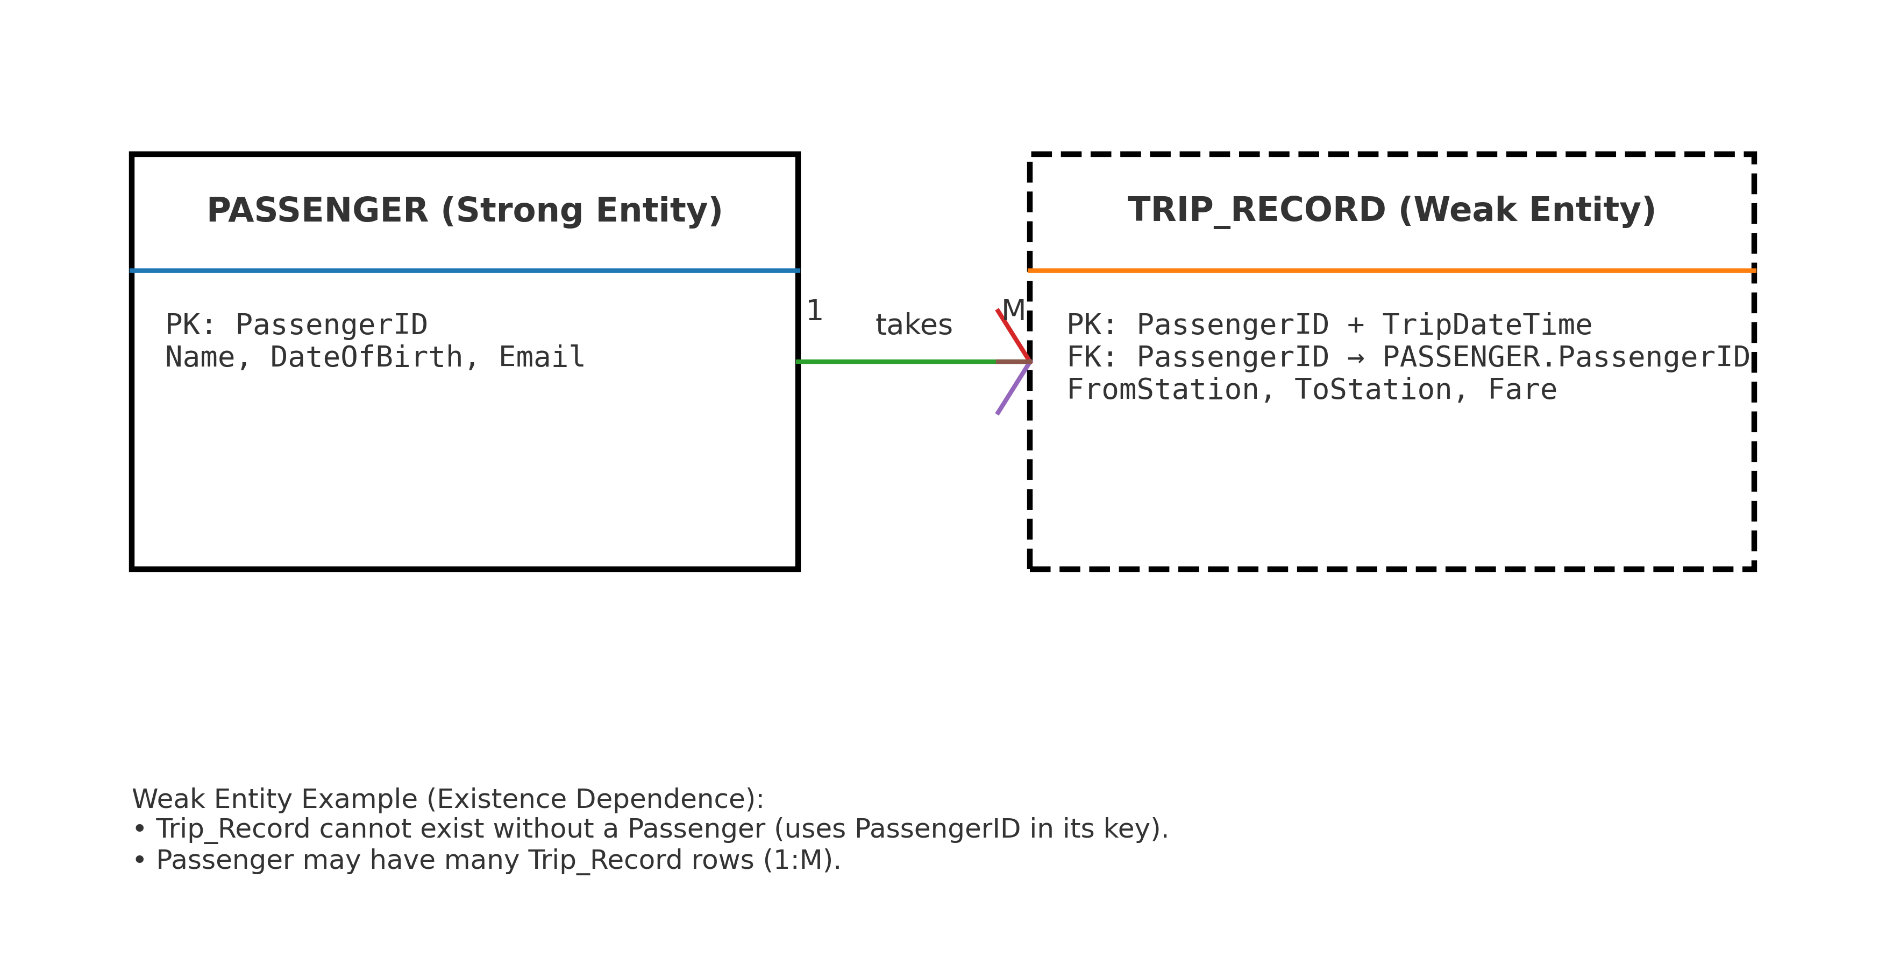 PASSENGER (Strong Entity)
PK: PassengerID
Name, DateOfBirth, Email
1
takes
M
TRIP_RECORD (Weak Entity)
PK: PassengerID + TripDateTime
FK: PassengerID → PASSENGER.PassengerID
FromStation, ToStation, Fare
Weak Entity Example (Existence Dependence):
• Trip_Record cannot exist without a Passenger (uses PassengerID in its key).
• Passenger may have many Trip_Record rows (1:M).